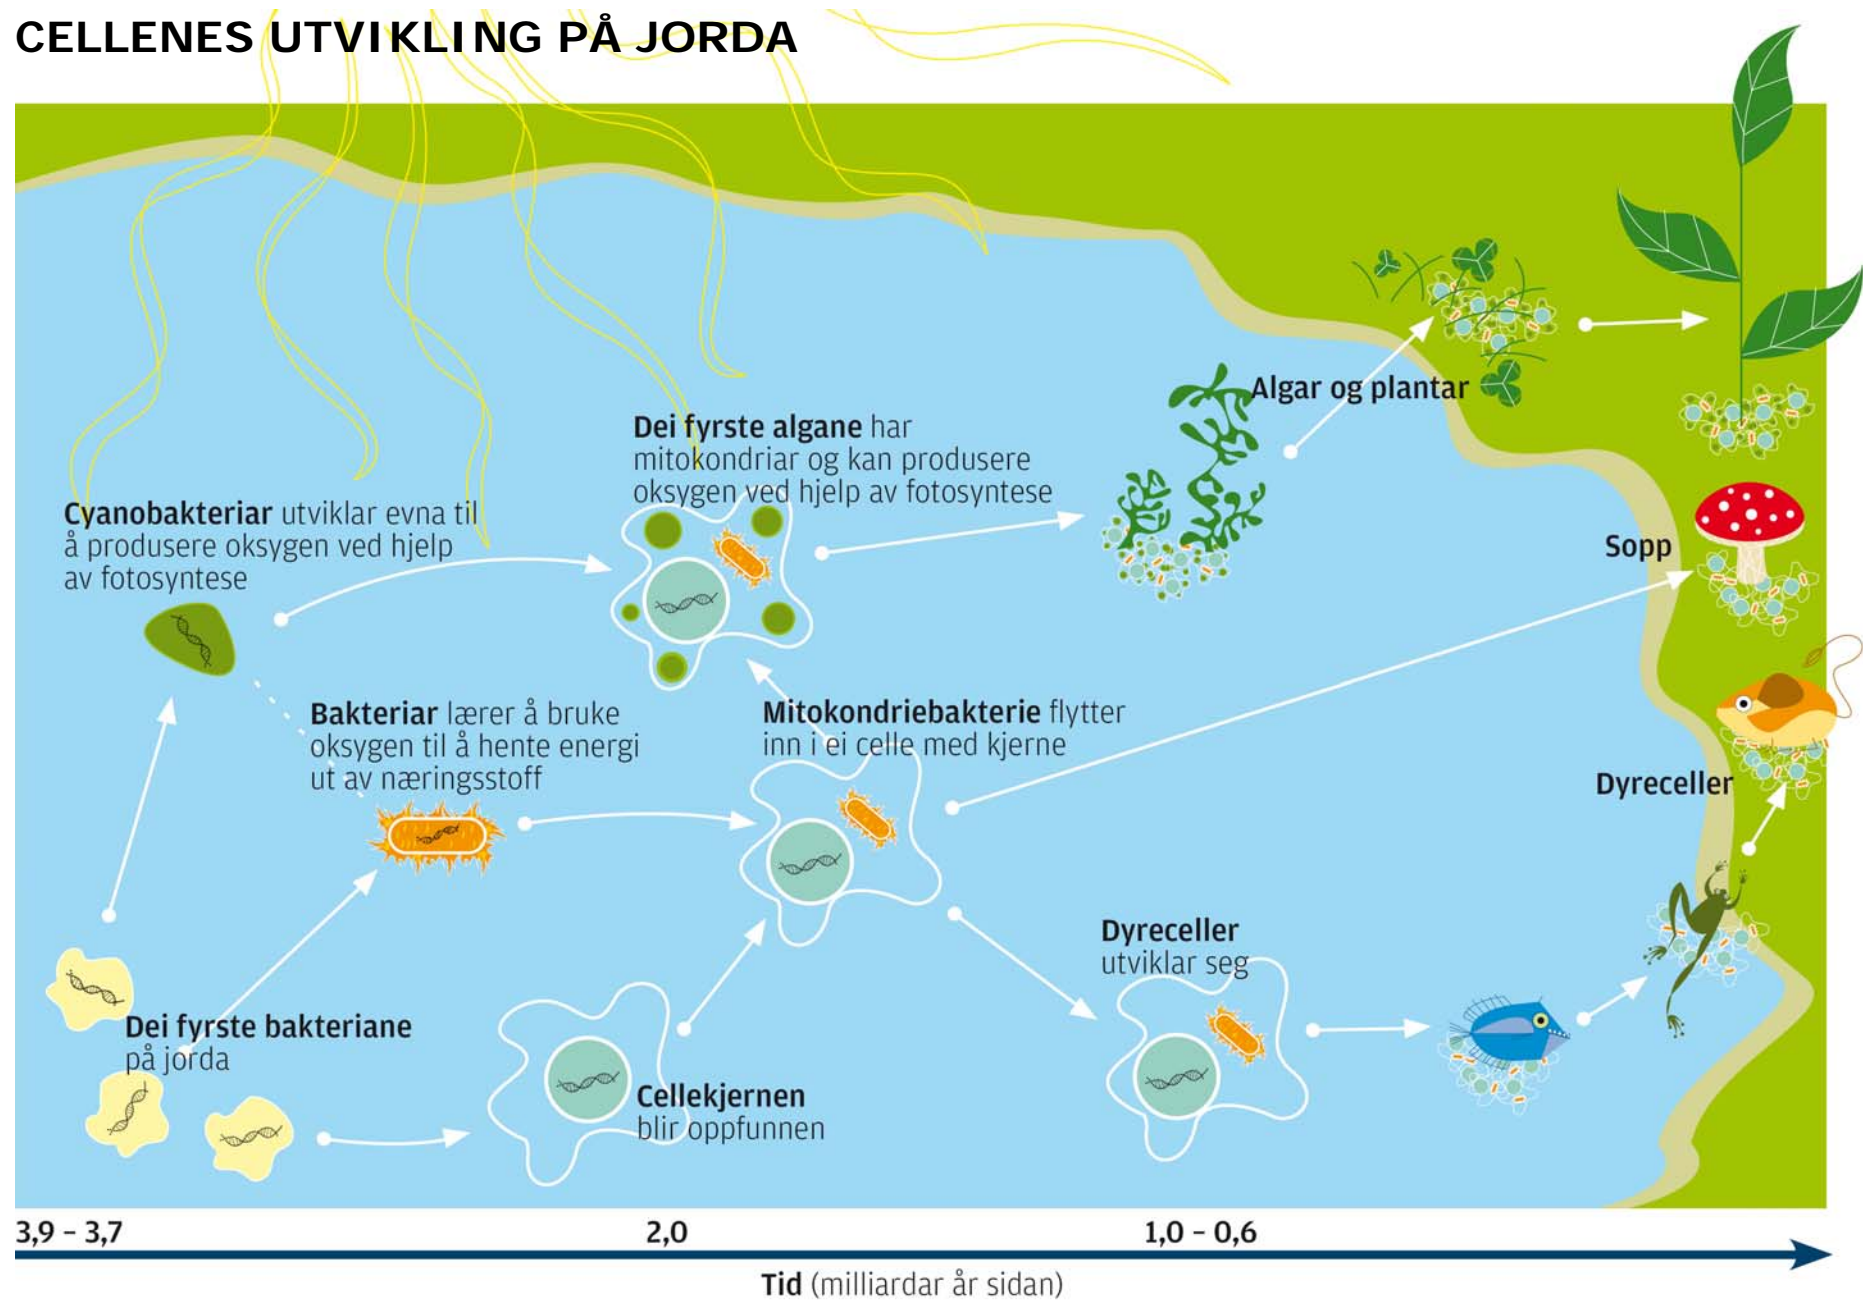 CELLENES UTVIKLING PÅ JORDA
Algar og plantar
Dei fyrste algane har
mitokondriar og kan produsere
oksygen ved hjelp av fotosyntese
Cyanobakteriar utviklar evna til
å produsere oksygen ved hjelp
av fotosyntese
Sopp
Bakteriar lærer å bruke
oksygen til å hente energi
ut av næringsstoff
Mitokondriebakterie flytter
inn i ei celle med kjerne
Dyreceller
Dyreceller
utviklar seg
Dei fyrste bakteriane
på jorda
Cellekjernen
blir oppfunnen
3,9 – 3,7
2,0
1,0 – 0,6
Tid (milliardar år sidan)